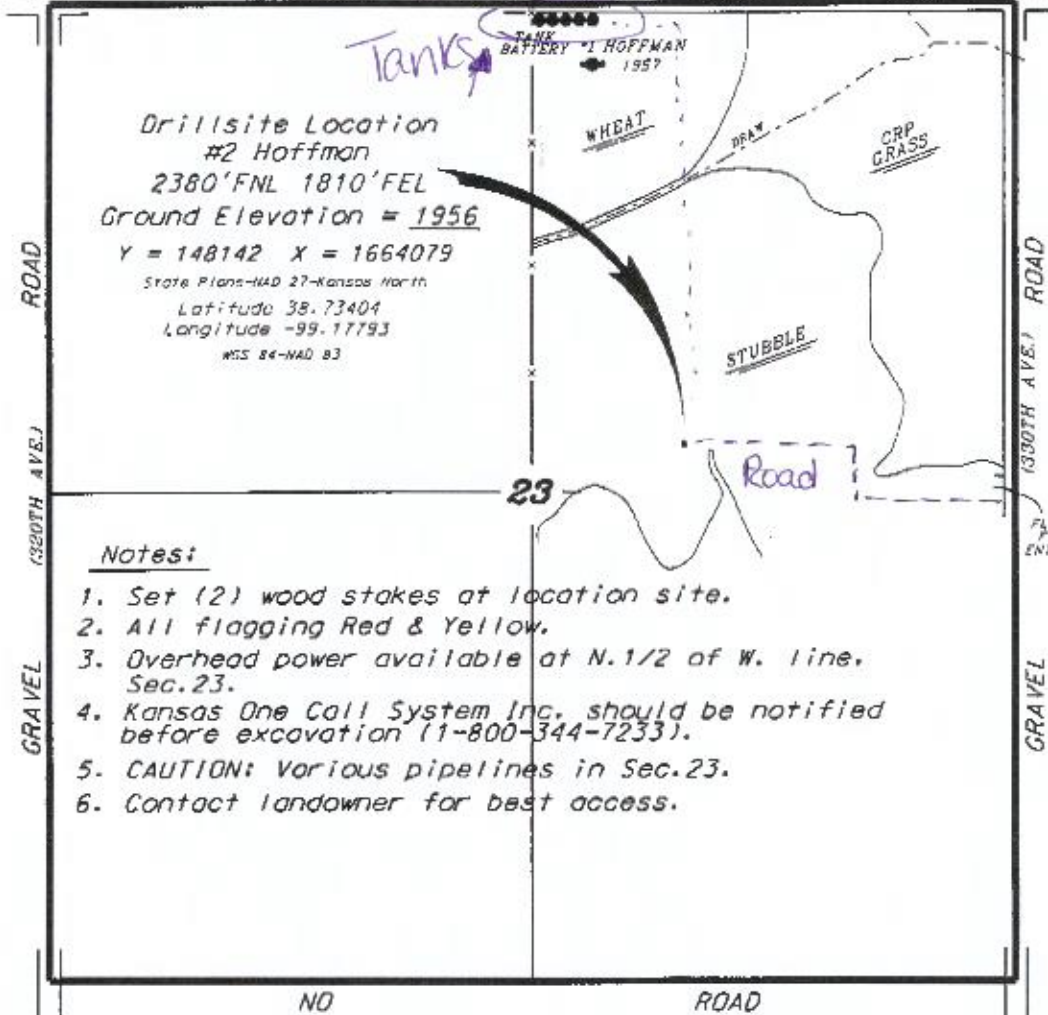 Tanks
TANK
BATTERY #1 HOFFMAN
1957
Drillsite Location
#2 Hoffman
2380'FNL 1810'FEL
Ground Elevation = 1956
Y = 148142 X = 1664079
State Plane-NAD 27-Kansas North
Latitude 38.73404
Longitude -99.17793
WGS 84-NAD 83
WHEAT
DRAW
CRP
GRASS
STUBBLE
Road
23
GRAVEL (320TH AVE.) ROAD
GRAVEL (330TH AVE.) ROAD
Notes:
1. Set (2) wood stakes at location site.
2. All flagging Red & Yellow.
3. Overhead power available at N.1/2 of W. line.
Sec.23.
4. Kansas One Call System Inc. should be notified
before excavation (1-800-344-7233).
5. CAUTION: Various pipelines in Sec.23.
6. Contact landowner for best access.
NO ROAD